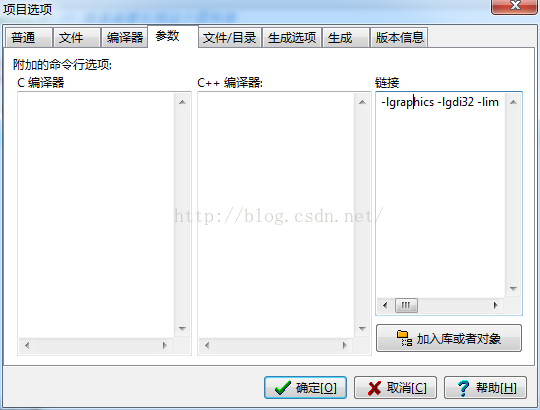 项目选项
普通 文件 编译器 参数 文件/目录 生成选项 生成 版本信息
附加的命令行选项:
C 编译器 C++ 编译器: 链接
-lgraphics -lgdi32 -lim
http://blog.csdn.net/
加入库或者对象
确定[O] 取消[C] 帮助[H]